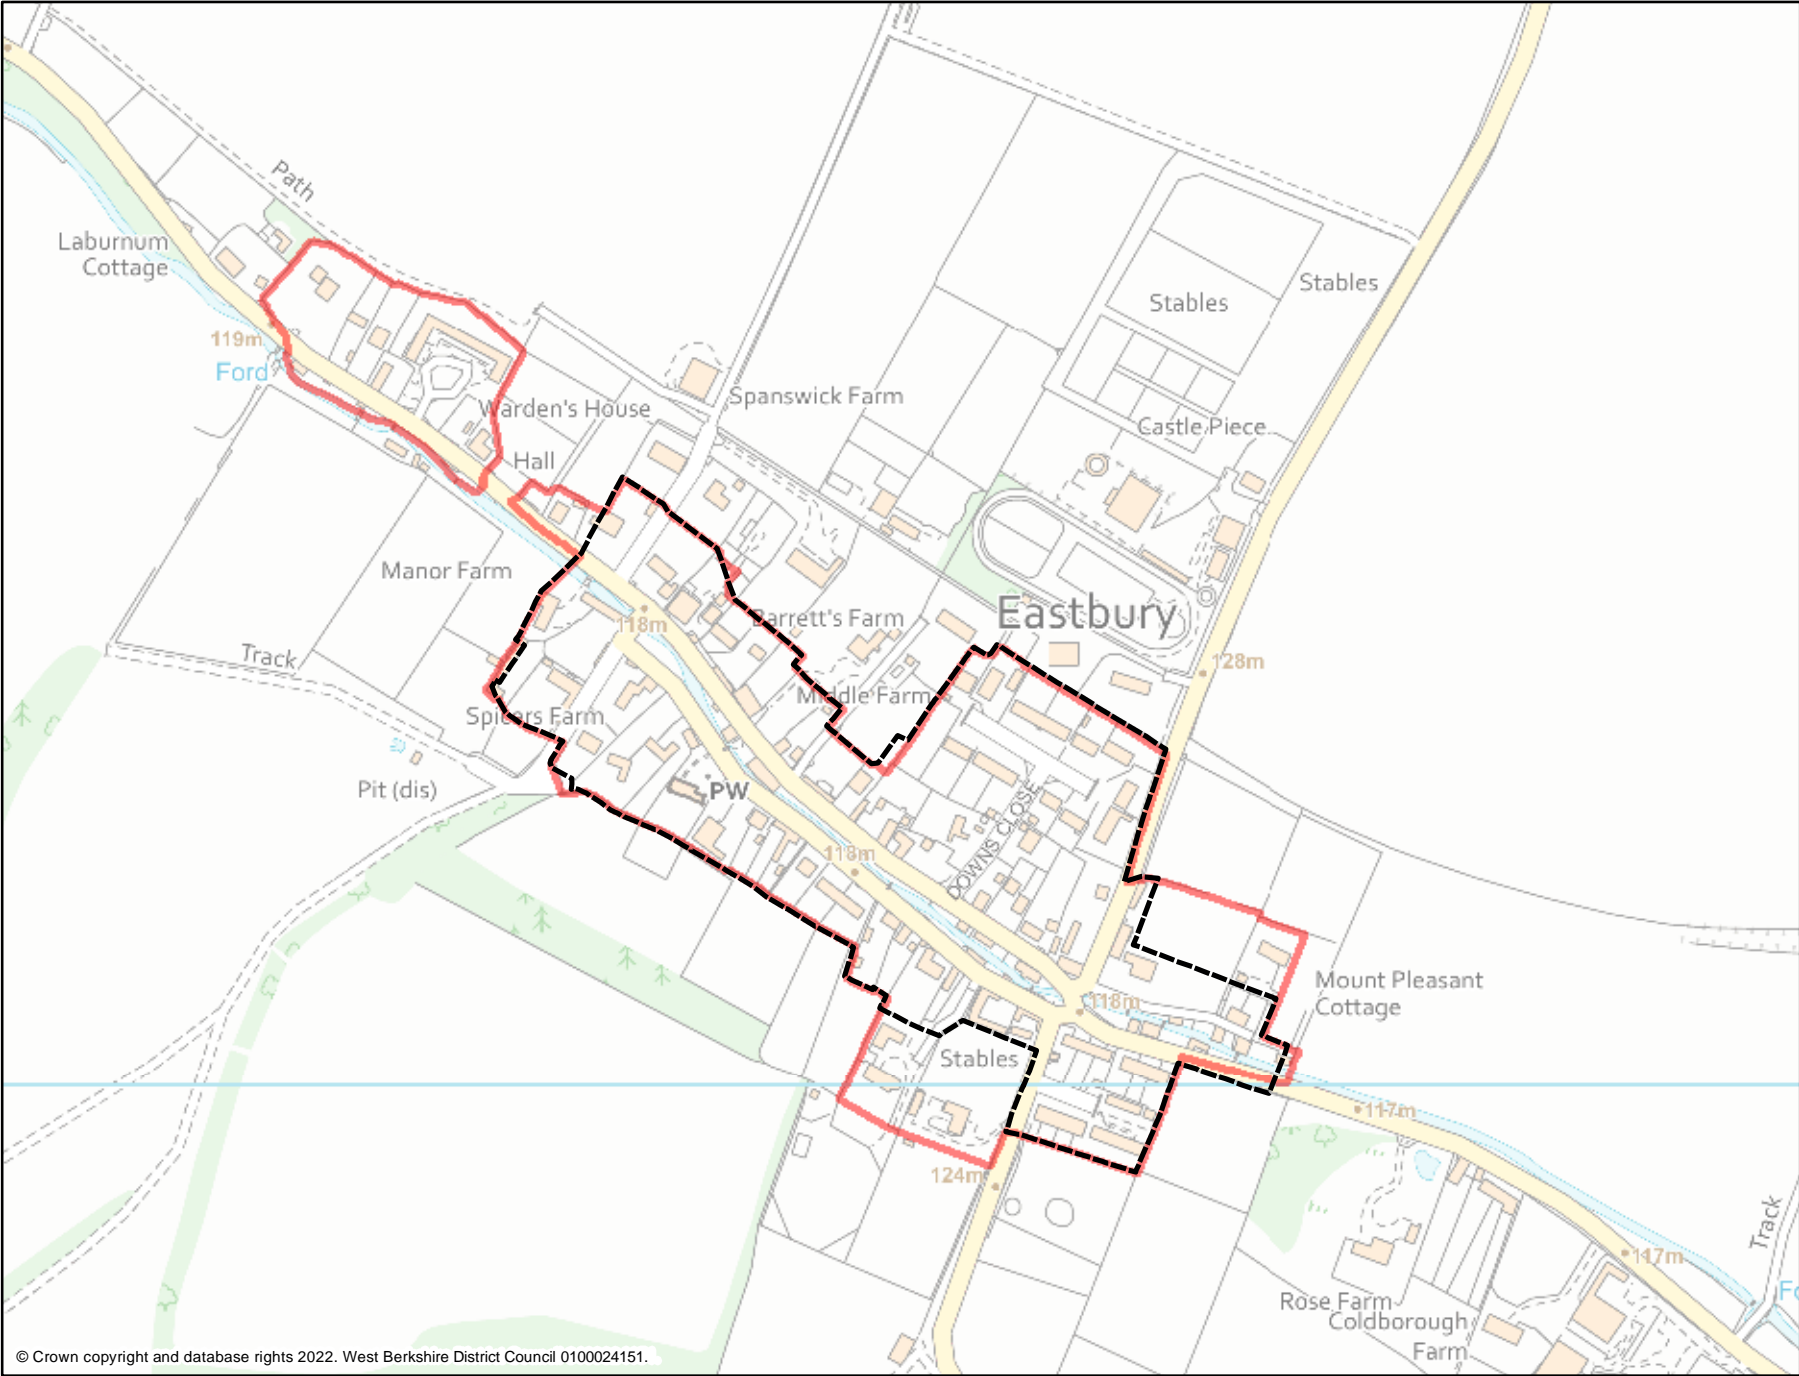 Path
Laburnum
Cottage
119m
Ford
Warden's House
Hall
Spanswick Farm
Stables
Stables
Castle Piece
Manor Farm
Eastbury
Barrett's Farm
118m
128m
Track
Middle Farm
Spicers Farm
Pit (dis)
PW
DOWNS CLOSE
118m
Mount Pleasant
Cottage
118m
Stables
117m
124m
Track
117m
Rose Farm
Coldborough
Farm
Fo
© Crown copyright and database rights 2022. West Berkshire District Council 0100024151.